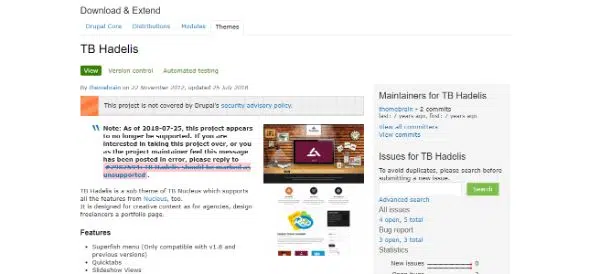 Download & Extend
Drupal Core Distributions Modules Themes
TB Hadelis
View Version control Automated testing
By themebrain on 22 November 2012, updated 25 July 2018
This project is not covered by Drupal's security advisory policy.
Note: As of 2018-07-25, this project appears
to no longer be supported. If you are
interested in taking this project over, or you
as the project maintainer feel this message
has been posted in error, please reply to
TB Hadelis should be marked as
unsupported .
TB Hadelis is a sub theme of TB Nucleus which supports
all the features from Nucleus, too.
It is designed for creative content as for agencies, design
freelancers a portfolio page.
Features
• Superfish menu (Only compatible with v1.8 and
previous versions)
• Quicktabs
• Slideshow Views
Maintainers for TB Hadelis
themebrain – 2 commits
last: 7 years ago, first: 7 years ago
View all committers
View commits
Issues for TB Hadelis
To avoid duplicates, please search before
submitting a new issue.
Search
Advanced search
All issues
4 open, 5 total
Bug report
3 open, 3 total
Statistics
New issues 0